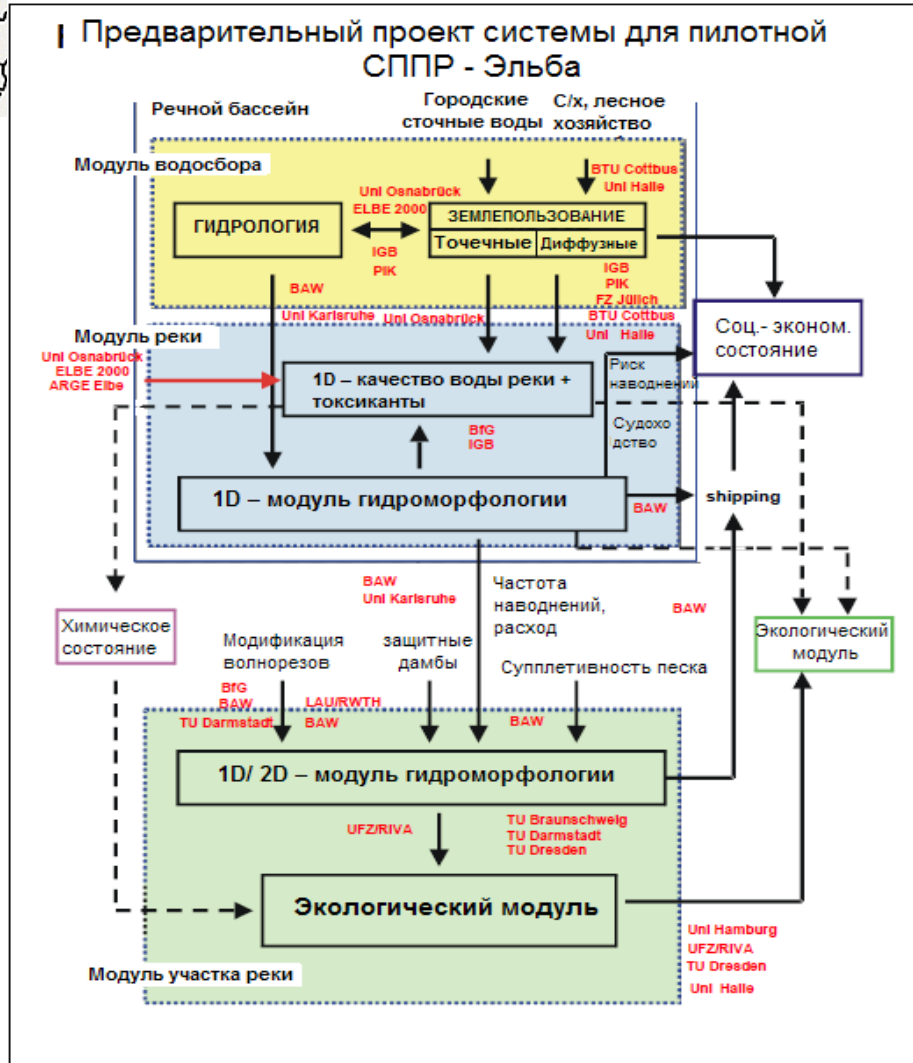 Предварительный проект системы для пилотной
СППР - Эльба
Речной бассейн
Городские
сточные воды
С/х, лесное
хозяйство
Модуль водосбора
BTU Cottbus
Uni Halle
Uni Osnabrück
ELBE 2000
ГИДРОЛОГИЯ
ЗЕМЛЕПОЛЬЗОВАНИЕ
Точечные
Диффузные
IGB
PIK
IGB
PIK
FZ Jülich
BAW
Uni Karlsruhe
Uni Osnabrück
BTU Cottbus
Uni Halle
Модуль реки
Соц.- эконом.
состояние
Uni Osnabrück
ELBE 2000
ARGE Elbe
1D – качество воды реки +
токсиканты
Риск
наводнений
BfG
IGB
Судохо
дство
1D – модуль гидроморфологии
BAW
shipping
BAW
Uni Karlsruhe
Частота
наводнений,
расход
BAW
Химическое
состояние
Модификация
волнорезов
защитные
дамбы
Супплетивность песка
Экологический
модуль
BfG
BAW
TU Darmstadt
LAU/RWTH
BAW
BAW
1D/ 2D – модуль гидроморфологии
UFZ/RIVA
TU Braunschweig
TU Darmstadt
TU Dresden
Экологический модуль
Uni Hamburg
UFZ/RIVA
TU Dresden
Uni Halle
Модуль участка реки